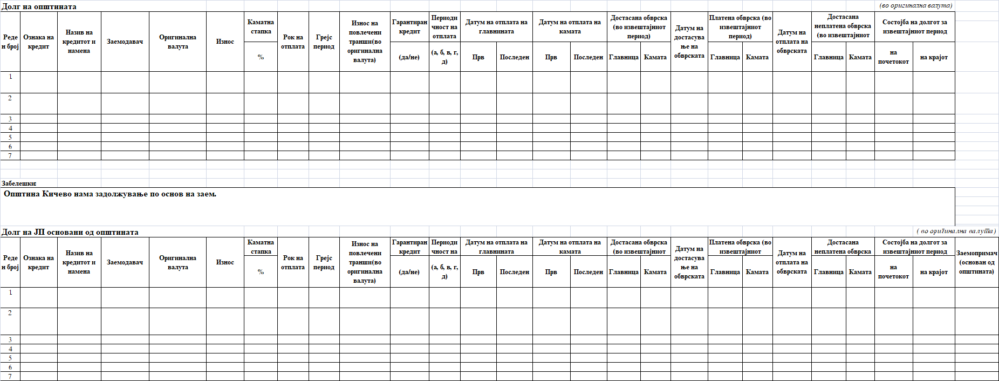 Долг на општината
(во оригинална валута)
Реде
н број
Ознака на
кредит
Назив на
кредитот и
намена
Заемодавач
Оригинална
валута
Износ
Каматна
стапка
%
Рок на
отплата
Грејс
период
Износ на
повлечени
транши(во
оригинална
валута)
Гарантиран
кредит
(да/не)
Периоди
чност на
отплата
(а, б, в, г,
д)
Датум на отплата на
главнината
Прв
Последен
Датум на отплата на
камата
Прв
Последен
Достасана обврска
(во извештајниот
период)
Главница
Камата
Датум на
достасува
ње на
обврската
Платена обврска (во
извештајниот
период)
Главница
Камата
Датум на
отплата на
обврската
Достасана
неплатена обврска
(во извештајниот
Главница
Камата
Состојба на долгот за
извештајниот период
на
почетокот
на крајот
1
2
3
4
5
6
7
Забелешки:
Општина Кичево нама задолжување по основ на заем.
Долг на ЈП основани од општината
( во оригинална валута)
Реде
н број
Ознака на
кредит
Назив на
кредитот и
намена
Заемодавач
Оригинална
валута
Износ
Каматна
стапка
%
Рок на
отплата
Грејс
период
Износ на
повлечени
транши(во
оригинална
валута)
Гарантиран
кредит
(да/не)
Периоди
чност на
(а, б, в, г,
д)
Датум на отплата на
главнината
Прв
Последен
Датум на отплата на
камата
Прв
Последен
Достасана обврска
(во извештајниот
Главница
Камата
Датум на
достасува
ње на
обврската
Платена обврска (во
извештајниот
Главница
Камата
Датум на
отплата на
обврската
Достасана
неплатена обврска
Главница
Камата
Состојба на долгот за
извештајниот период
на
почетокот
на крајот
Заемопримач
(основан од
општината)
1
2
3
4
5
6
7